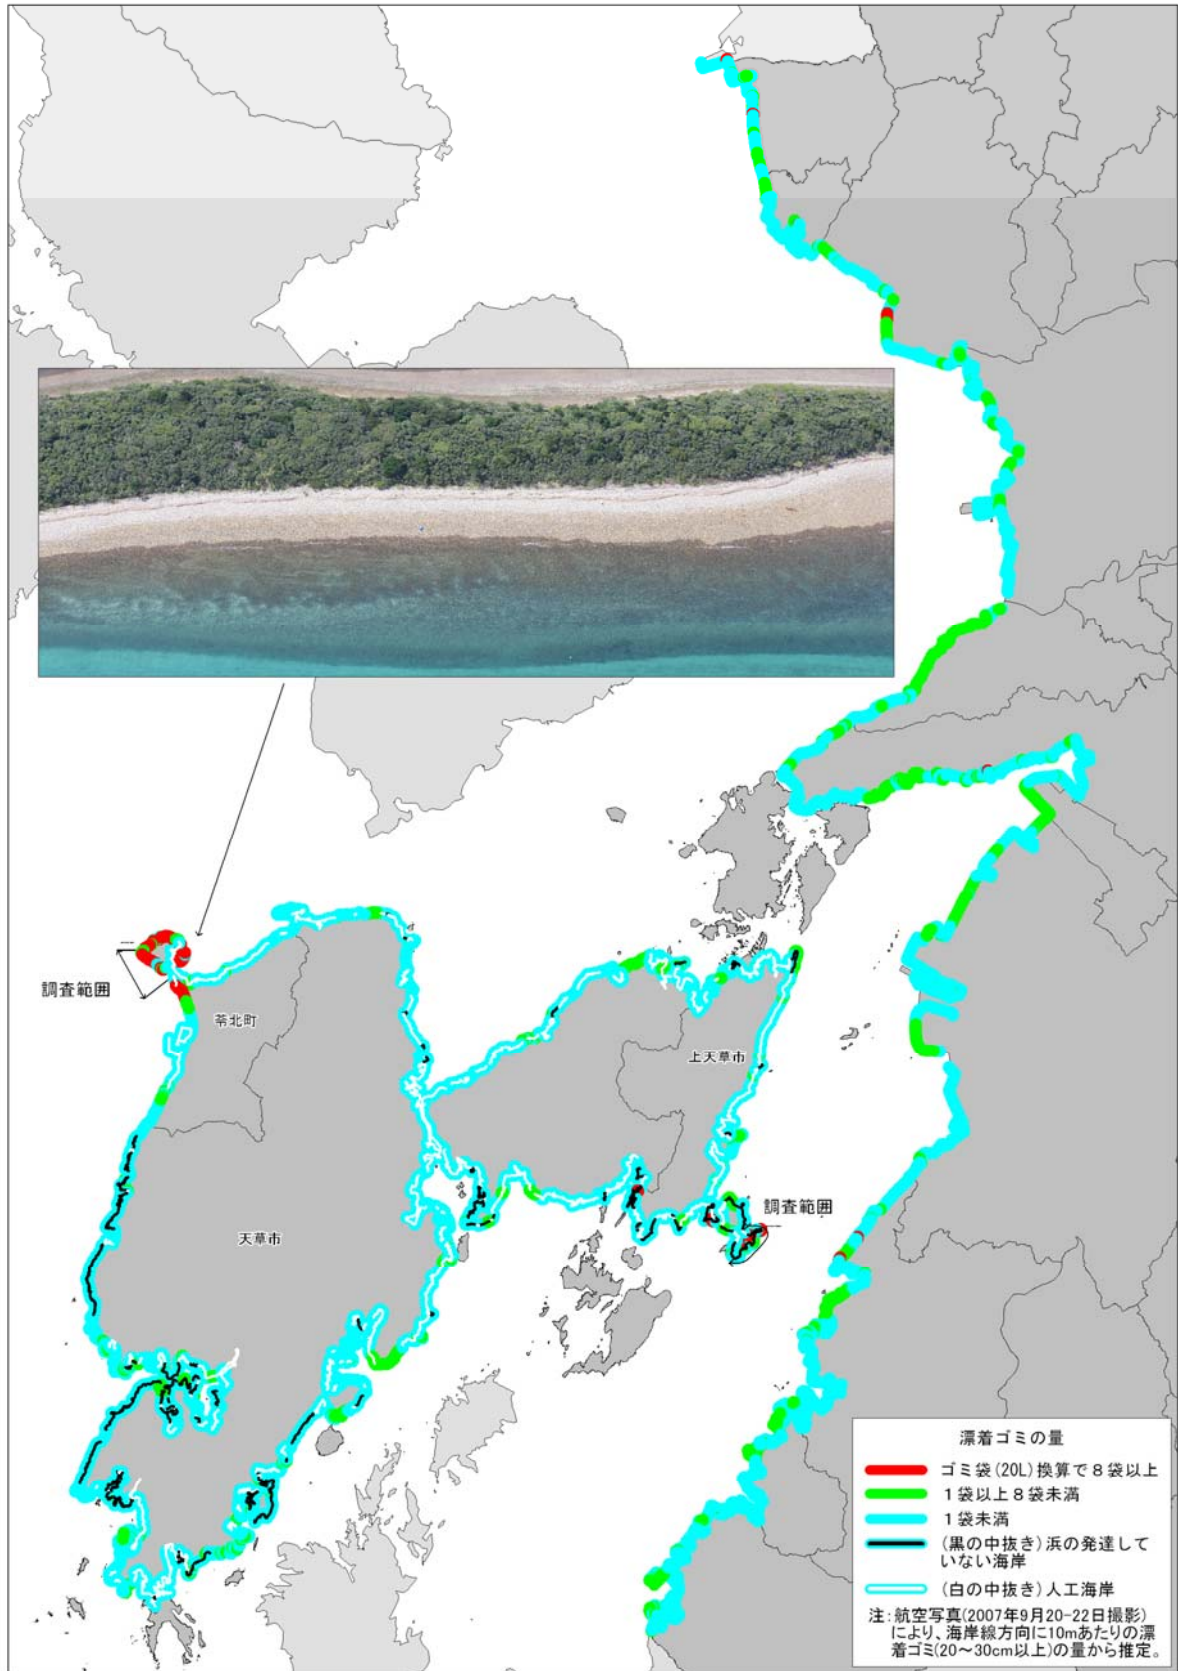 調査範囲
苓北町
上天草市
調査範囲
天草市
漂着ゴミの量
ゴミ袋(20L)換算で８袋以上
１袋以上８袋未満
１袋未満
(黒の中抜き)浜の発達して
いない海岸
(白の中抜き)人工海岸
注:航空写真(2007年9月20-22日撮影)
により、海岸線方向に10mあたりの漂
着ゴミ(20～30cm以上)の量から推定。